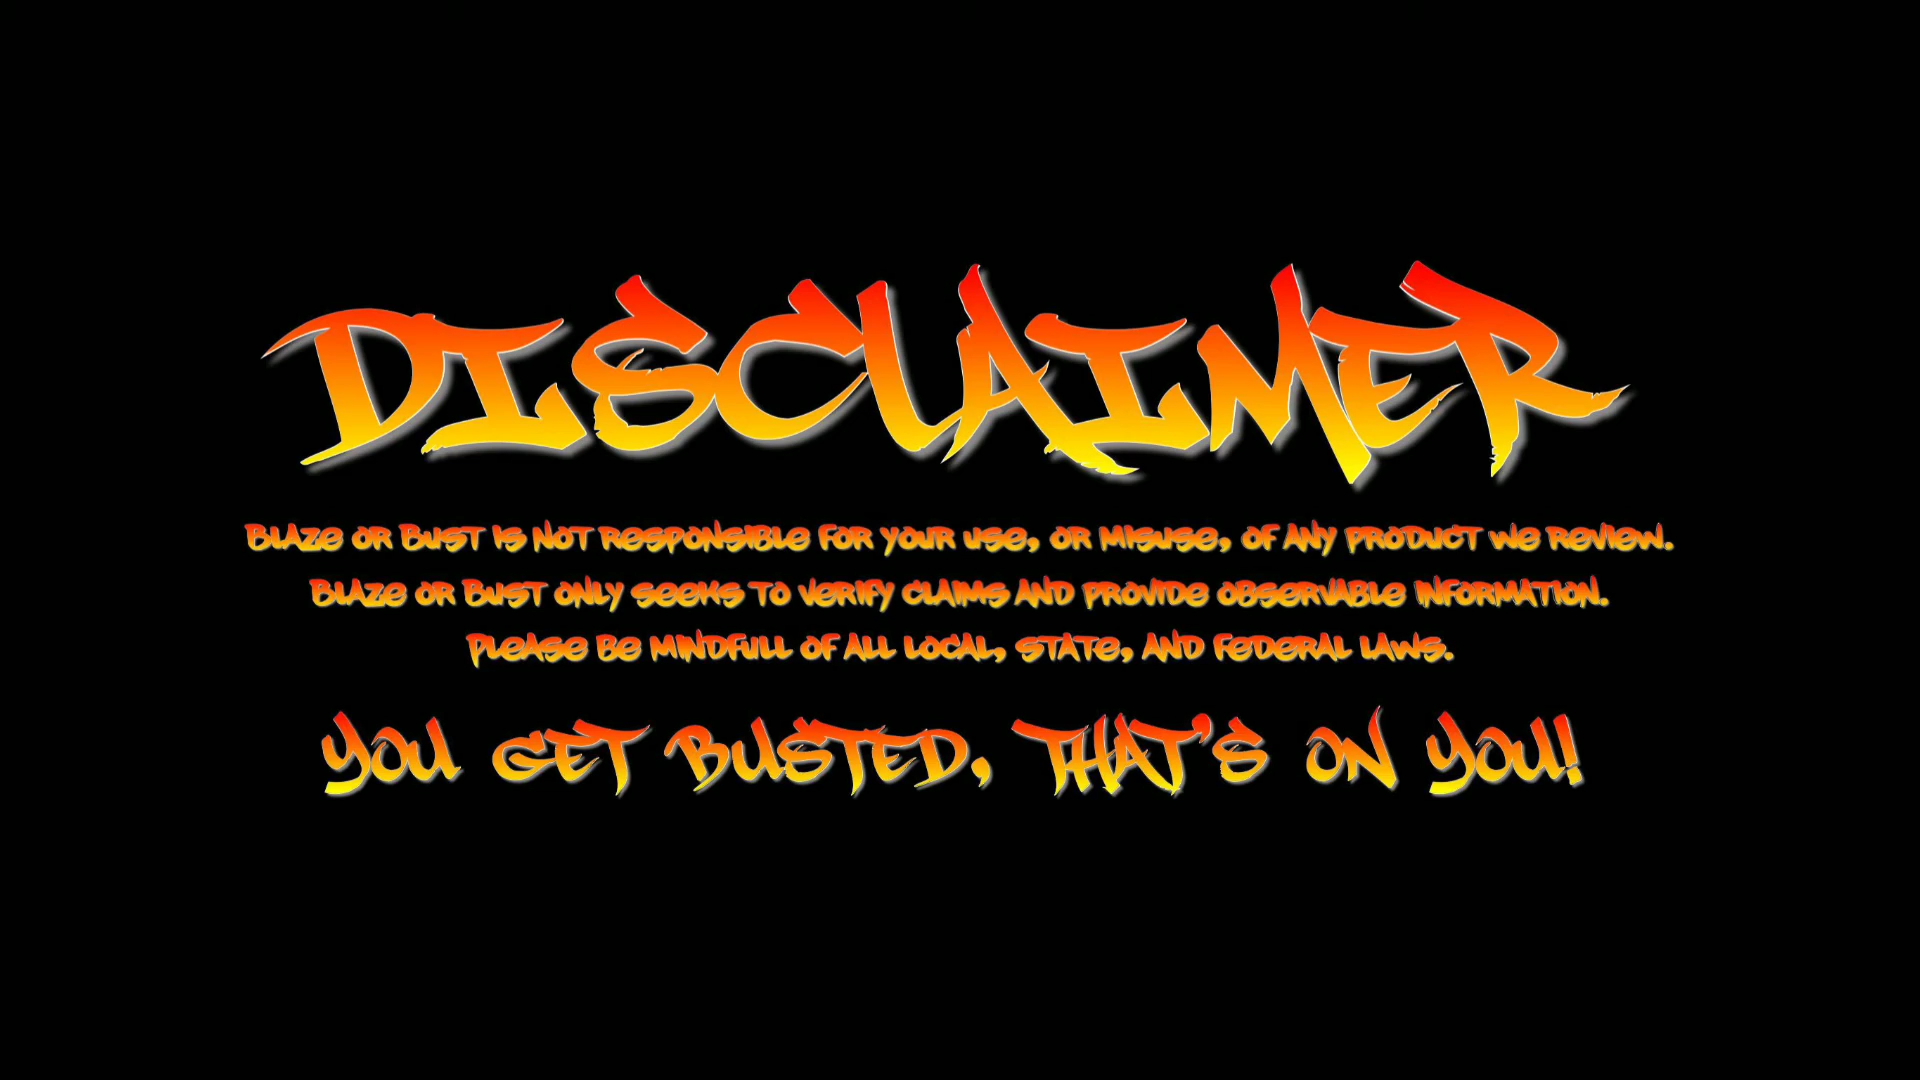 DISCLAIMER
Blaze or Bust is not responsible for your use, or misuse, of any product we review.
Blaze or Bust only seeks to verify claims and provide observable information.
Please be mindfull of all local, state, and federal laws.
YOU GET BUSTED, THAT'S ON YOU!